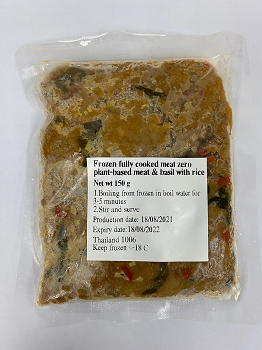 Frozen fully cooked meat zero
plant-based meat & basil with rice
Net wt 150 g
1.Boiling from frozen in boil water for
3-5 minutes
2.Stir and serve
Production date: 18/08/2021
Expiry date:18/08/2022
Thailand 1006
Keep frozen <-18 C